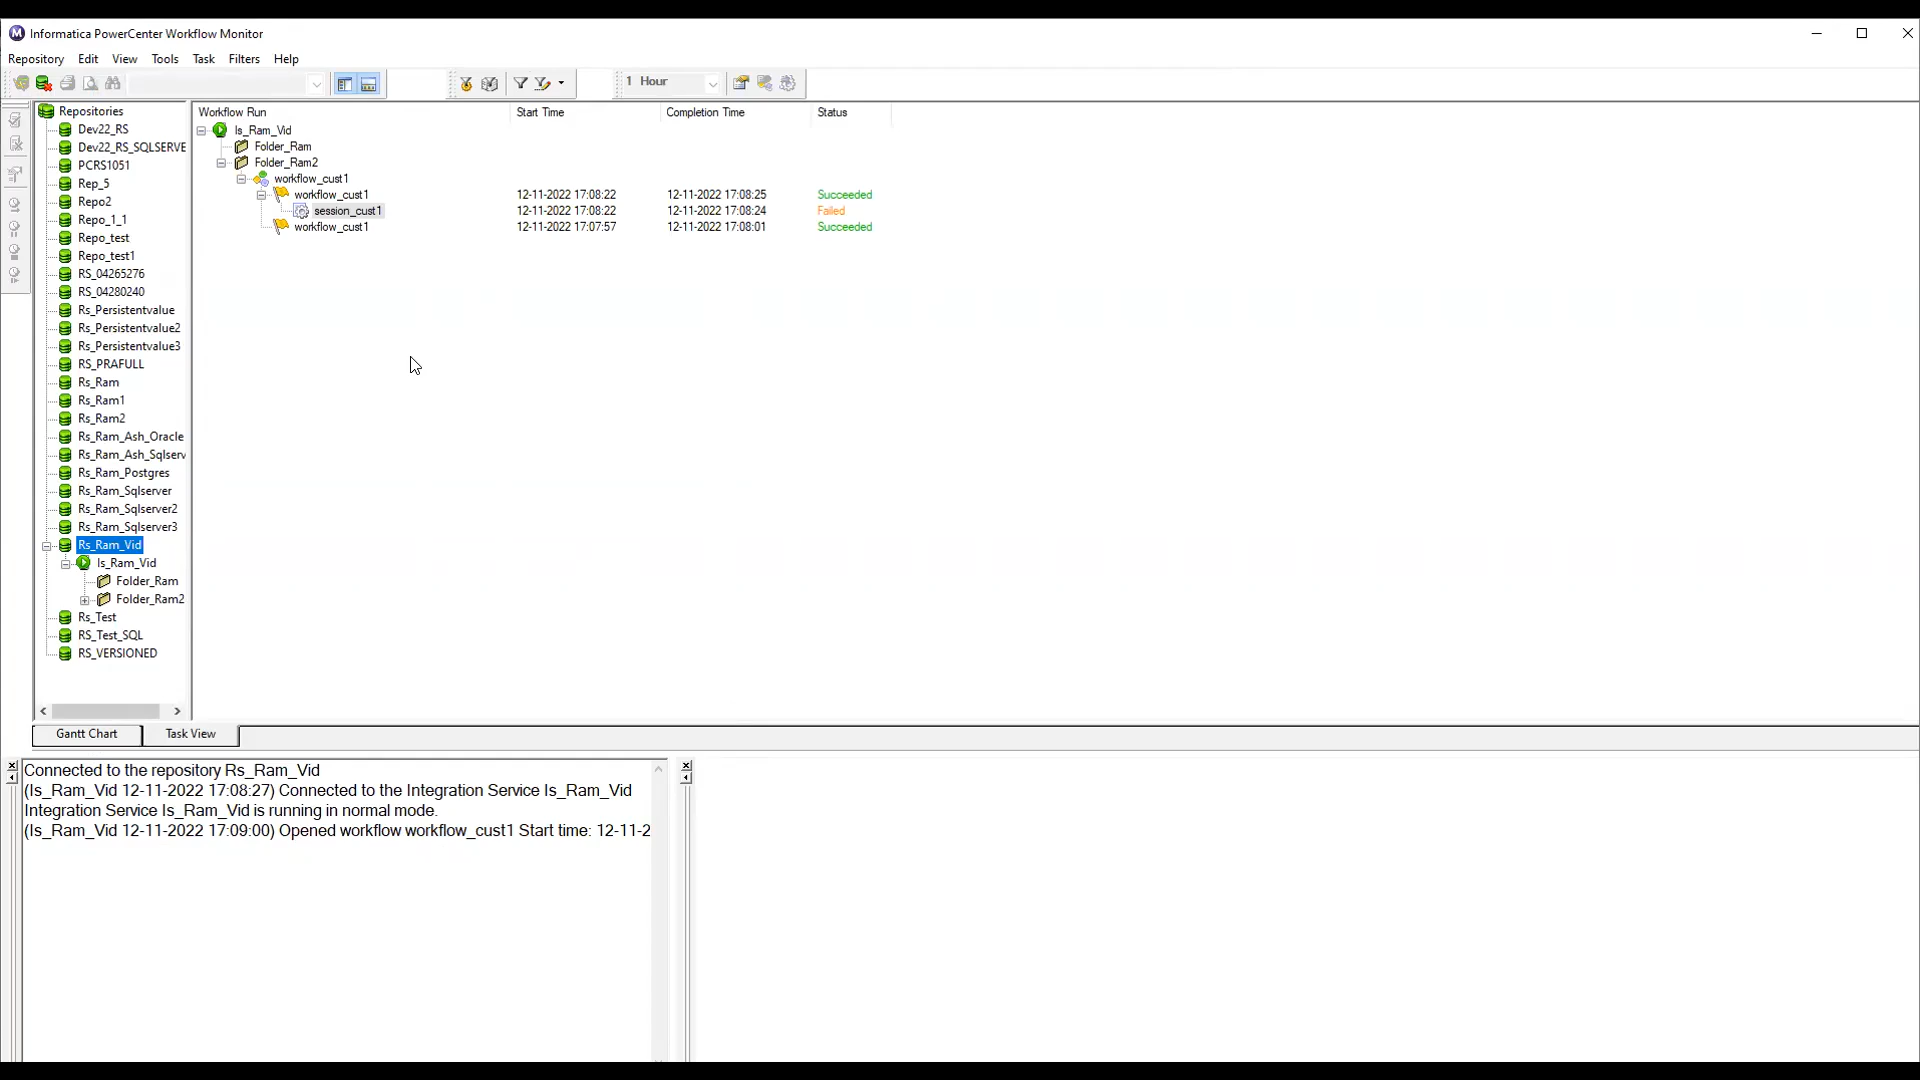 Informatica PowerCenter Workflow Monitor
Repository Edit View Tools Task Filters Help
1 Hour
Repositories
Dev22_RS
Dev22_RS_SQLSERVE
PCRS1051
Rep_5
Repo2
Repo_1_1
Repo_test
Repo_test1
RS_04265276
RS_04280240
Rs_Persistentvalue
Rs_Persistentvalue2
Rs_Persistentvalue3
RS_PRAFULL
Rs_Ram
Rs_Ram1
Rs_Ram2
Rs_Ram_Ash_Oracle
Rs_Ram_Ash_Sqlserv
Rs_Ram_Postgres
Rs_Ram_Sqlserver
Rs_Ram_Sqlserver2
Rs_Ram_Sqlserver3
Rs_Ram_Vid
Is_Ram_Vid
Folder_Ram
Folder_Ram2
Rs_Test
RS_Test_SQL
RS_VERSIONED
Workflow Run Start Time Completion Time Status
Is_Ram_Vid
Folder_Ram
Folder_Ram2
workflow_cust1
workflow_cust1 12-11-2022 17:08:22 12-11-2022 17:08:25 Succeeded
session_cust1 12-11-2022 17:08:22 12-11-2022 17:08:24 Failed
workflow_cust1 12-11-2022 17:07:57 12-11-2022 17:08:01 Succeeded
Gantt Chart Task View
Connected to the repository Rs_Ram_Vid
(Is_Ram_Vid 12-11-2022 17:08:27) Connected to the Integration Service Is_Ram_Vid
Integration Service Is_Ram_Vid is running in normal mode.
(Is_Ram_Vid 12-11-2022 17:09:00) Opened workflow workflow_cust1 Start time: 12-11-2